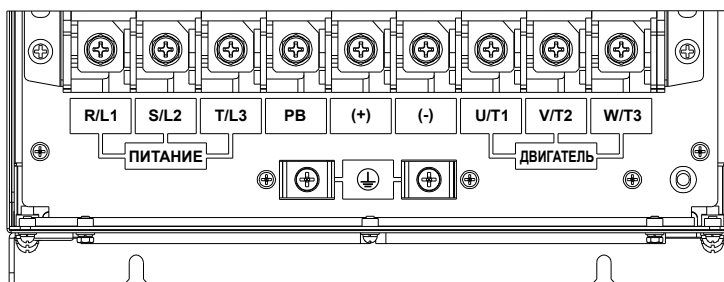 R/L1 S/L2 T/L3 PB (+) (-) U/T1 V/T2 W/T3
ПИТАНИЕ ДВИГАТЕЛЬ